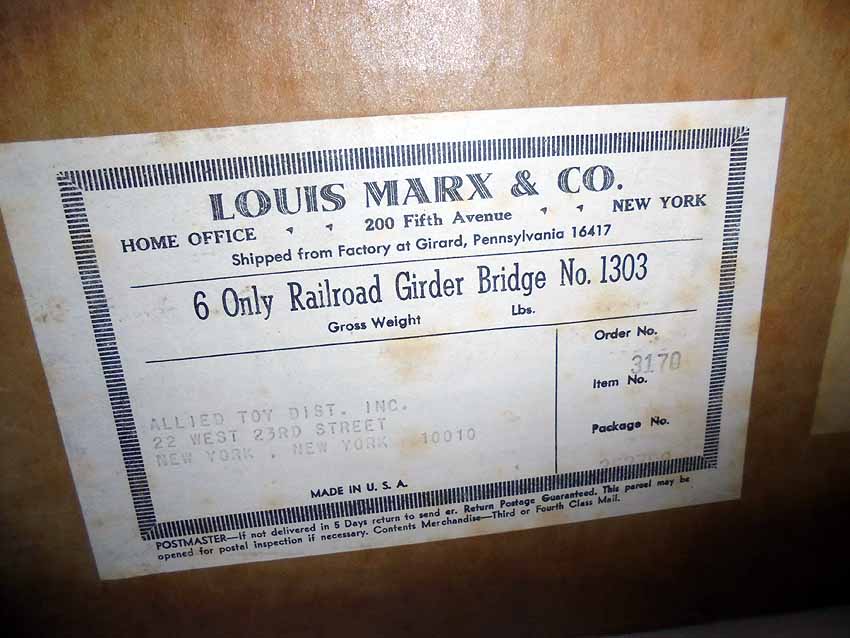 LOUIS MARX & CO.
HOME OFFICE 200 Fifth Avenue NEW YORK
Shipped from Factory at Girard, Pennsylvania 16417
6 Only Railroad Girder Bridge No. 1303
Gross Weight Lbs.
Order No.
3170
Item No.
ALLIED TOY DIST. INC.
22 WEST 23RD STREET
NEW YORK , NEW YORK 10010
Package No.
MADE IN U. S. A.
POSTMASTER—If not delivered in 5 Days return to send er. Return Postage Guaranteed. This parcel may be
opened for postal inspection if necessary. Contents Merchandise—Third or Fourth Class Mail.